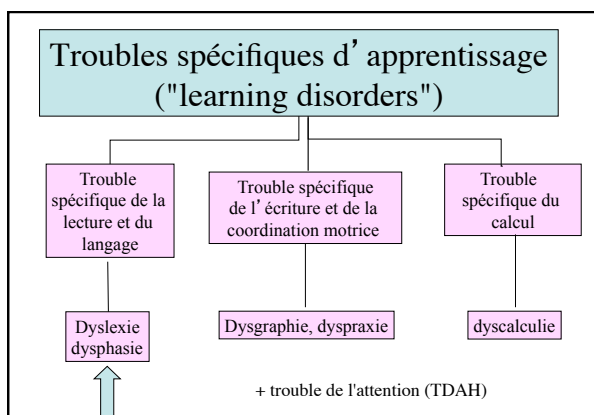 Troubles spécifiques d’ apprentissage
("learning disorders")
Trouble
spécifique de la
lecture et du
langage
Trouble spécifique
de l’ écriture et de la
coordination motrice
Trouble
spécifique du
calcul
Dyslexie
dysphasie
Dysgraphie, dyspraxie
dyscalculie
+ trouble de l'attention (TDAH)